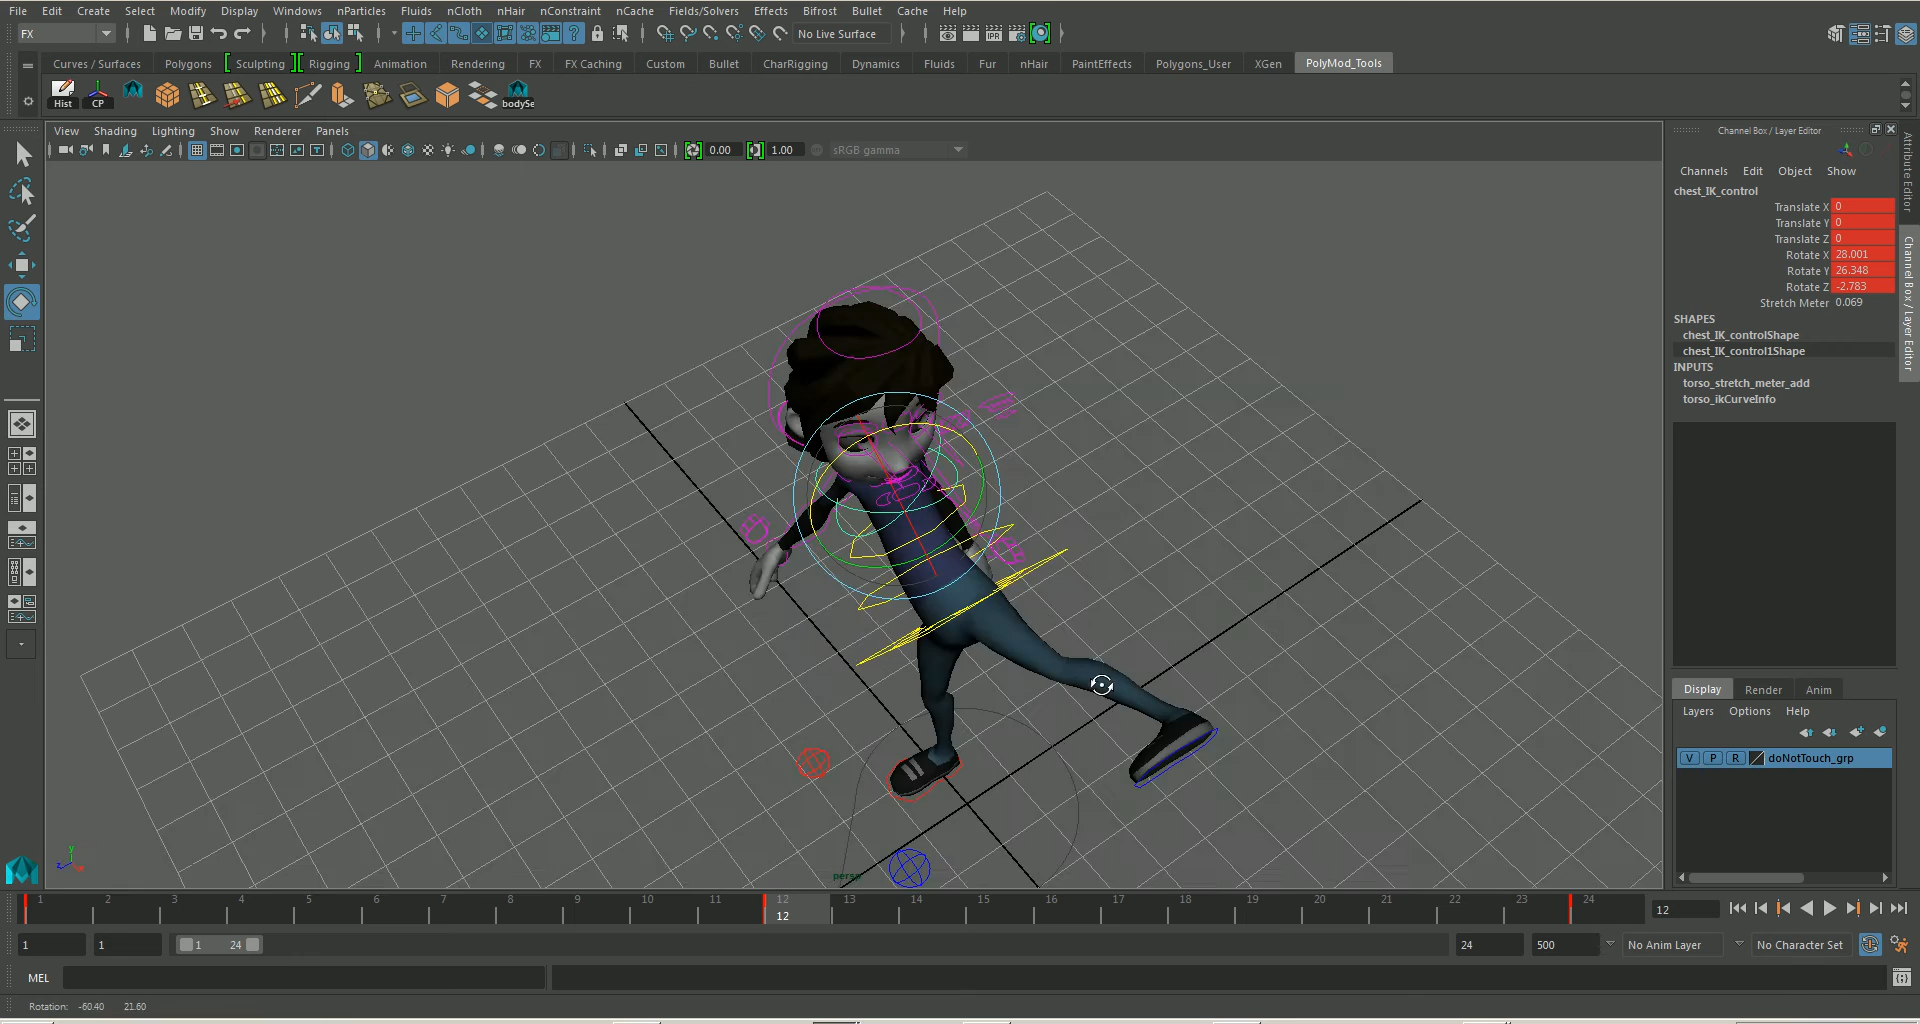 File Edit Create Select Modify Display Windows nParticles Fluids nCloth nHair nConstraint nCache Fields/Solvers Effects Bifrost Bullet Cache Help
FX No Live Surface
Curves / Surfaces Polygons Sculpting Rigging Animation Rendering FX FX Caching Custom Bullet CharRigging Dynamics Fluids Fur nHair PaintEffects Polygons_User XGen PolyMod_Tools
Hist CP bodySe
View Shading Lighting Show Renderer Panels
0.00 1.00 sRGB gamma
Channel Box / Layer Editor
Channels Edit Object Show
chest_IK_control
Translate X 0
Translate Y 0
Translate Z 0
Rotate X 28.001
Rotate Y 26.348
Rotate Z -2.783
Stretch Meter 0.069
SHAPES
chest_IK_controlShape
chest_IK_control1Shape
INPUTS
torso_stretch_meter_add
torso_ikCurveInfo
Attribute Editor
Channel Box / Layer Editor
Display Render Anim
Layers Options Help
V P R doNotTouch_grp
persp
y
z x
1 2 3 4 5 6 7 8 9 10 11 12 13 14 15 16 17 18 19 20 21 22 23 24
12 12
1 1 1 24 24 500 No Anim Layer No Character Set
MEL
Rotation: -60.40 21.60